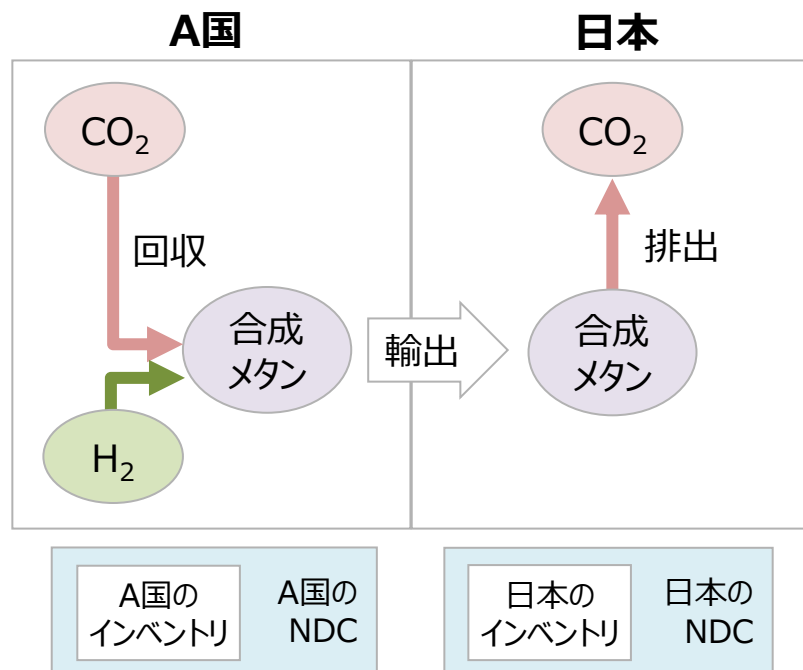 A国
日本
CO₂
回収
合成
メタン
H₂
輸出
CO₂
排出
合成
メタン
A国の
インベントリ
A国の
NDC
日本の
インベントリ
日本の
NDC